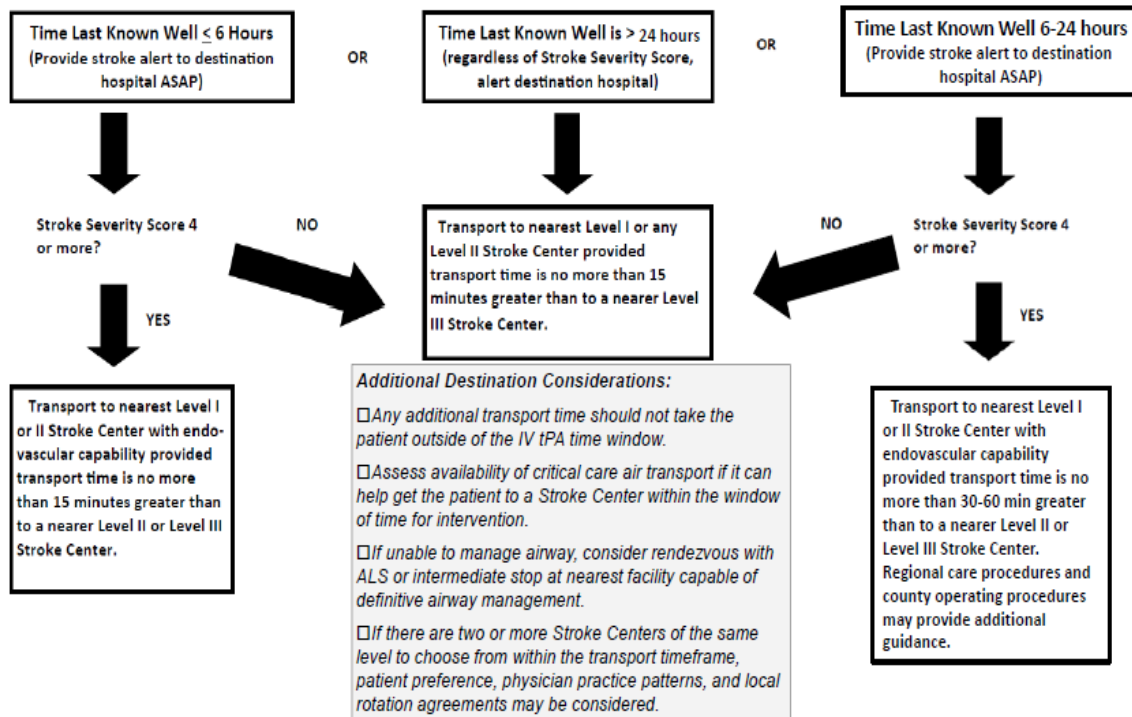 Time Last Known Well ≤ 6 Hours
(Provide stroke alert to destination
hospital ASAP)
OR
Time Last Known Well is > 24 hours
(regardless of Stroke Severity Score,
alert destination hospital)
OR
Time Last Known Well 6-24 hours
(Provide stroke alert to destination
hospital ASAP)
Stroke Severity Score 4
or more?
NO
YES
Transport to nearest Level I
or II Stroke Center with endo-
vascular capability provided
transport time is no more
than 15 minutes greater than
to a nearer Level II or Level III
Stroke Center.
Transport to nearest Level I or any
Level II Stroke Center provided
transport time is no more than 15
minutes greater than to a nearer Level
III Stroke Center.
NO
Stroke Severity Score 4
or more?
YES
Transport to nearest Level I
or II Stroke Center with
endovascular capability
provided transport time is no
more than 30-60 min greater
than to a nearer Level II or
Level III Stroke Center.
Regional care procedures and
county operating procedures
may provide additional
guidance.
Additional Destination Considerations:
□Any additional transport time should not take the
patient outside of the IV tPA time window.
□Assess availability of critical care air transport if it can
help get the patient to a Stroke Center within the window
of time for intervention.
□If unable to manage airway, consider rendezvous with
ALS or intermediate stop at nearest facility capable of
definitive airway management.
□If there are two or more Stroke Centers of the same
level to choose from within the transport timeframe,
patient preference, physician practice patterns, and local
rotation agreements may be considered.